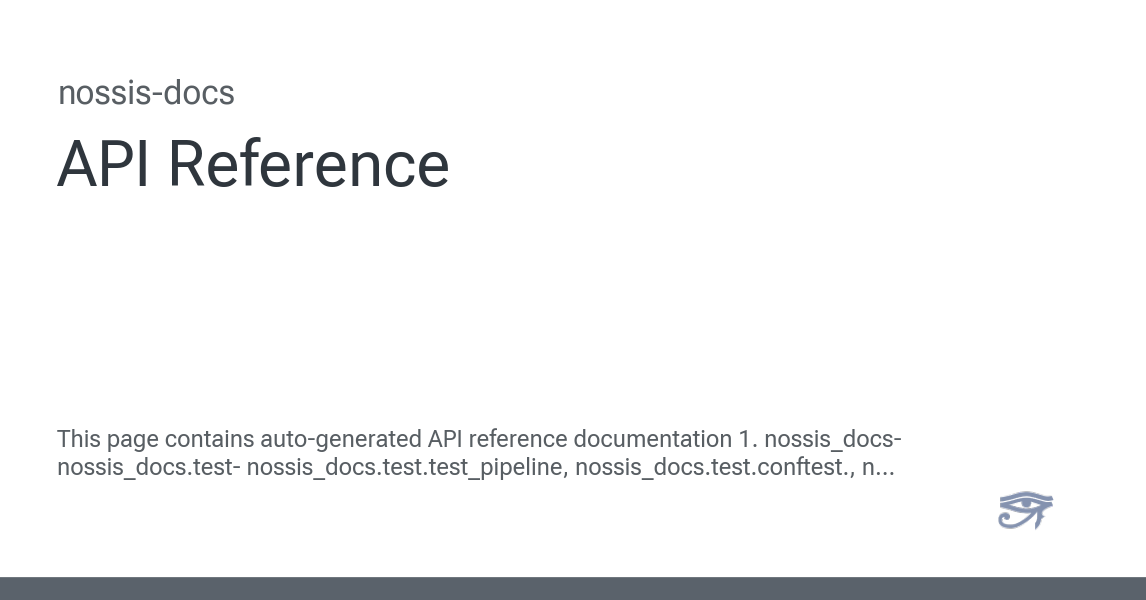 nossis-docs
API Reference
This page contains auto-generated API reference documentation 1. nossis_docs-
nossis_docs.test- nossis_docs.test.test_pipeline, nossis_docs.test.conftest., n...